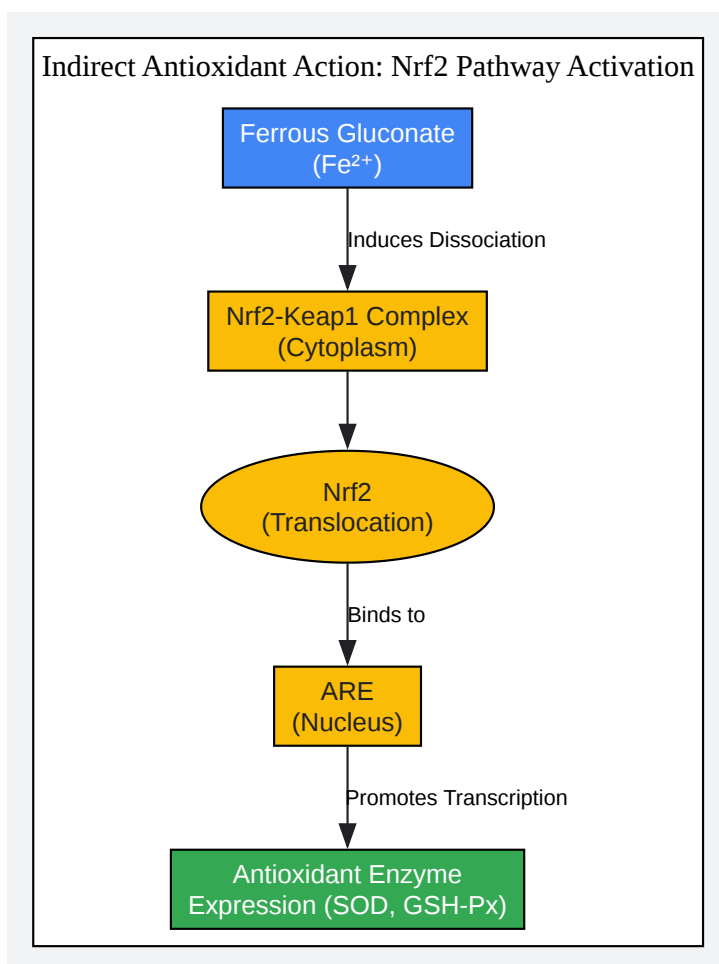 Indirect Antioxidant Action: Nrf2 Pathway Activation
Ferrous Gluconate
(Fe²⁺)
Induces Dissociation
Nrf2-Keap1 Complex
(Cytoplasm)
Nrf2
(Translocation)
Binds to
ARE
(Nucleus)
Promotes Transcription
Antioxidant Enzyme
Expression (SOD, GSH-Px)